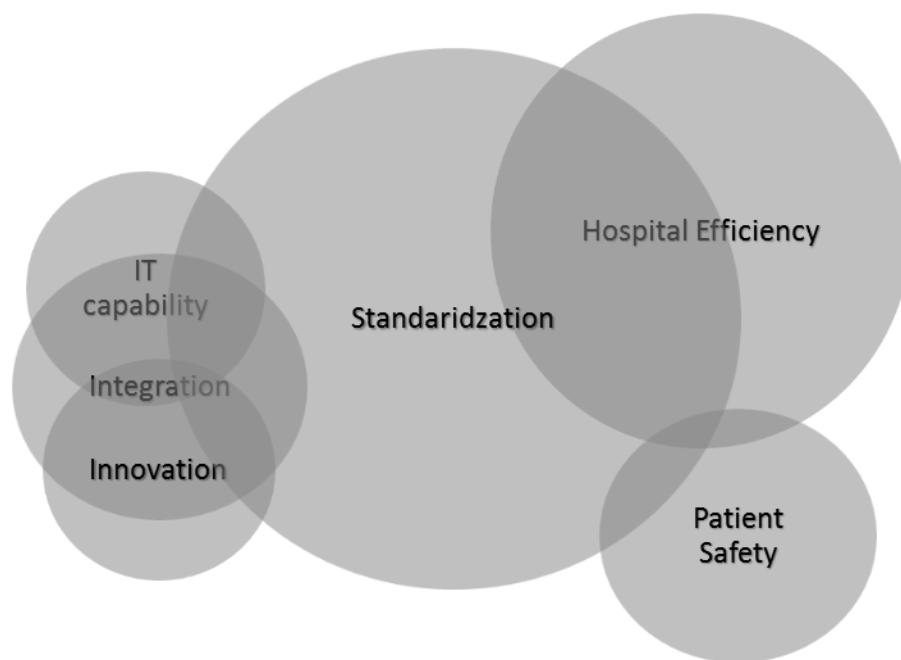 Hospital Efficiency
IT
capability
Standaridzation
Integration
Innovation
Patient
Safety